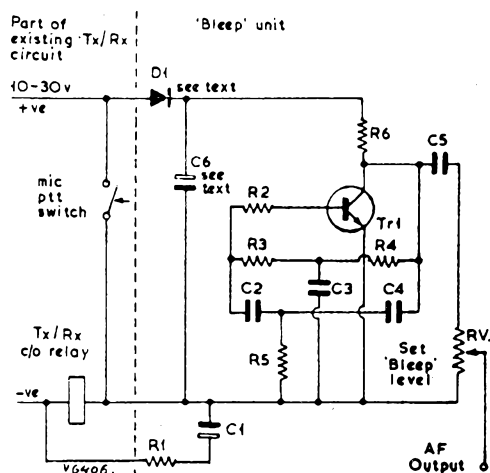 Part of
existing Tx/Rx
circuit
'Bleep' unit
10-30v
+ve
D1
see text
R6
C5
C6
see
text
mic
ptt
switch
R2
Tr1
R3
R4
C2
C3
C4
R5
Tx/Rx
c/o relay
Set
'Bleep'
level
RV.
-ve
R1
C1
VG406.
AF
Output